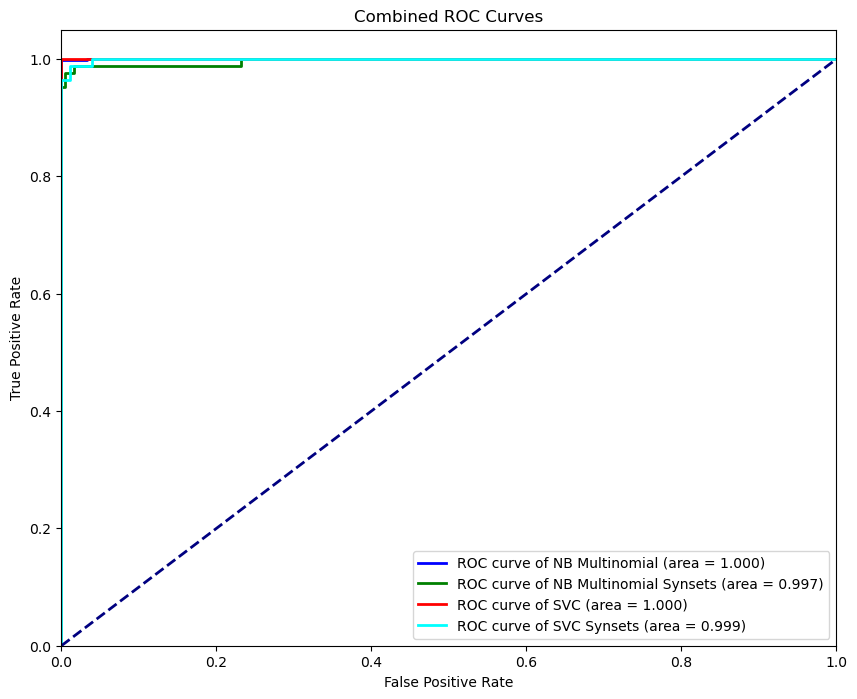 Combined ROC Curves
True Positive Rate
1.0
0.8
0.6
0.4
0.2
0.0
ROC curve of NB Multinomial (area = 1.000)
ROC curve of NB Multinomial Synsets (area = 0.997)
ROC curve of SVC (area = 1.000)
ROC curve of SVC Synsets (area = 0.999)
0.0 0.2 0.4 0.6 0.8 1.0
False Positive Rate